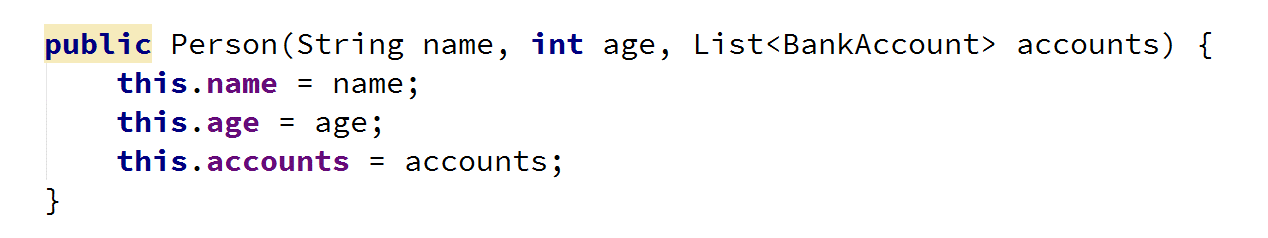 public Person(String name, int age, List<BankAccount> accounts) {
    this.name = name;
    this.age = age;
    this.accounts = accounts;
}